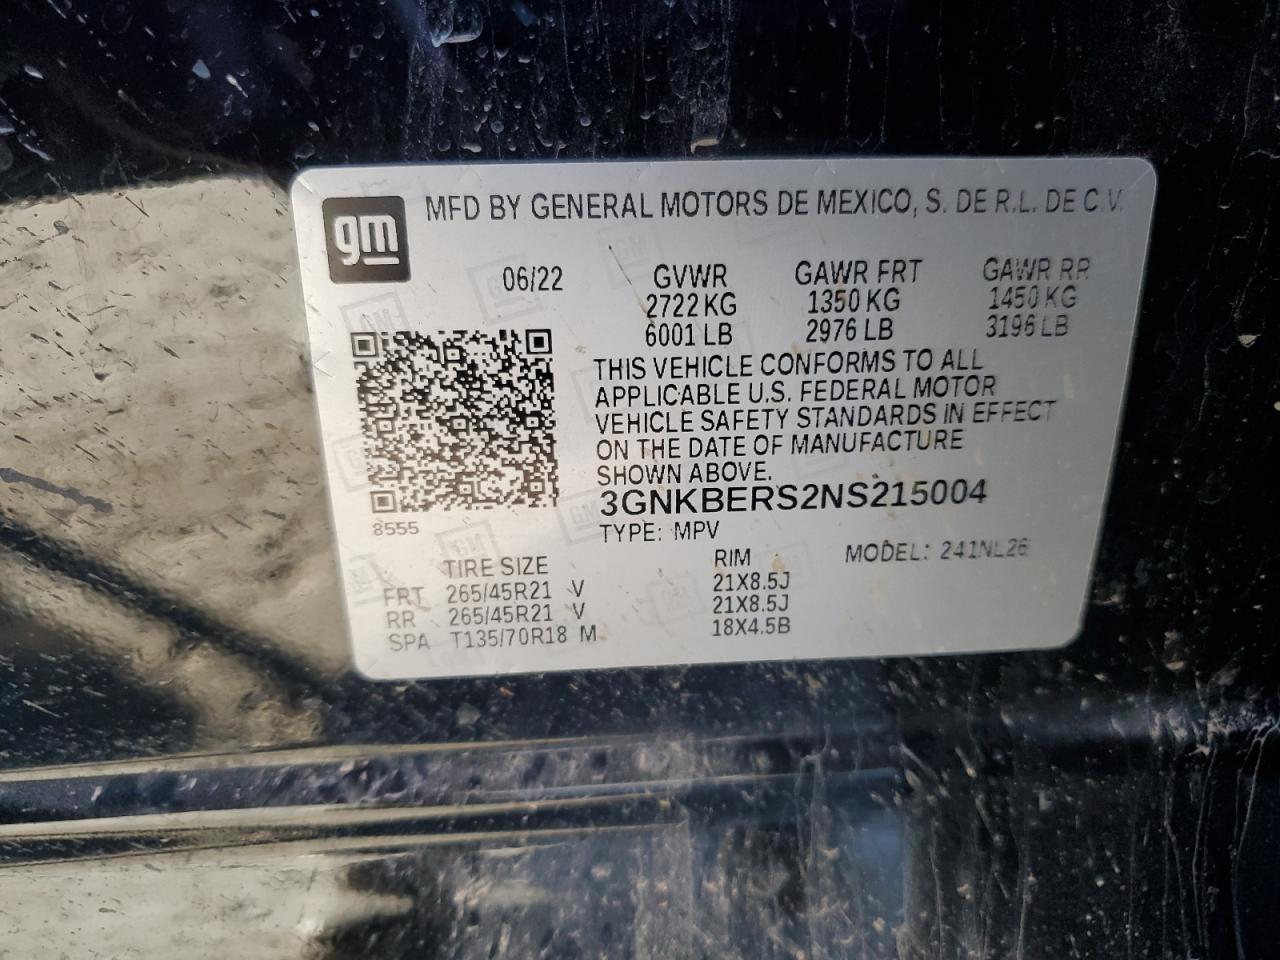 gm
MFD BY GENERAL MOTORS DE MEXICO, S. DE R.L. DE C.V.
06/22 GVWR GAWR FRT GAWR RR
2722 KG 1350 KG 1450 KG
6001 LB 2976 LB 3196 LB
THIS VEHICLE CONFORMS TO ALL
APPLICABLE U.S. FEDERAL MOTOR
VEHICLE SAFETY STANDARDS IN EFFECT
ON THE DATE OF MANUFACTURE
SHOWN ABOVE.
3GNKBERS2NS215004
8555
TYPE: MPV MODEL: 241NL26
TIRE SIZE RIM
FRT 265/45R21 V 21X8.5J
RR 265/45R21 V 21X8.5J
SPA T135/70R18 M 18X4.5B